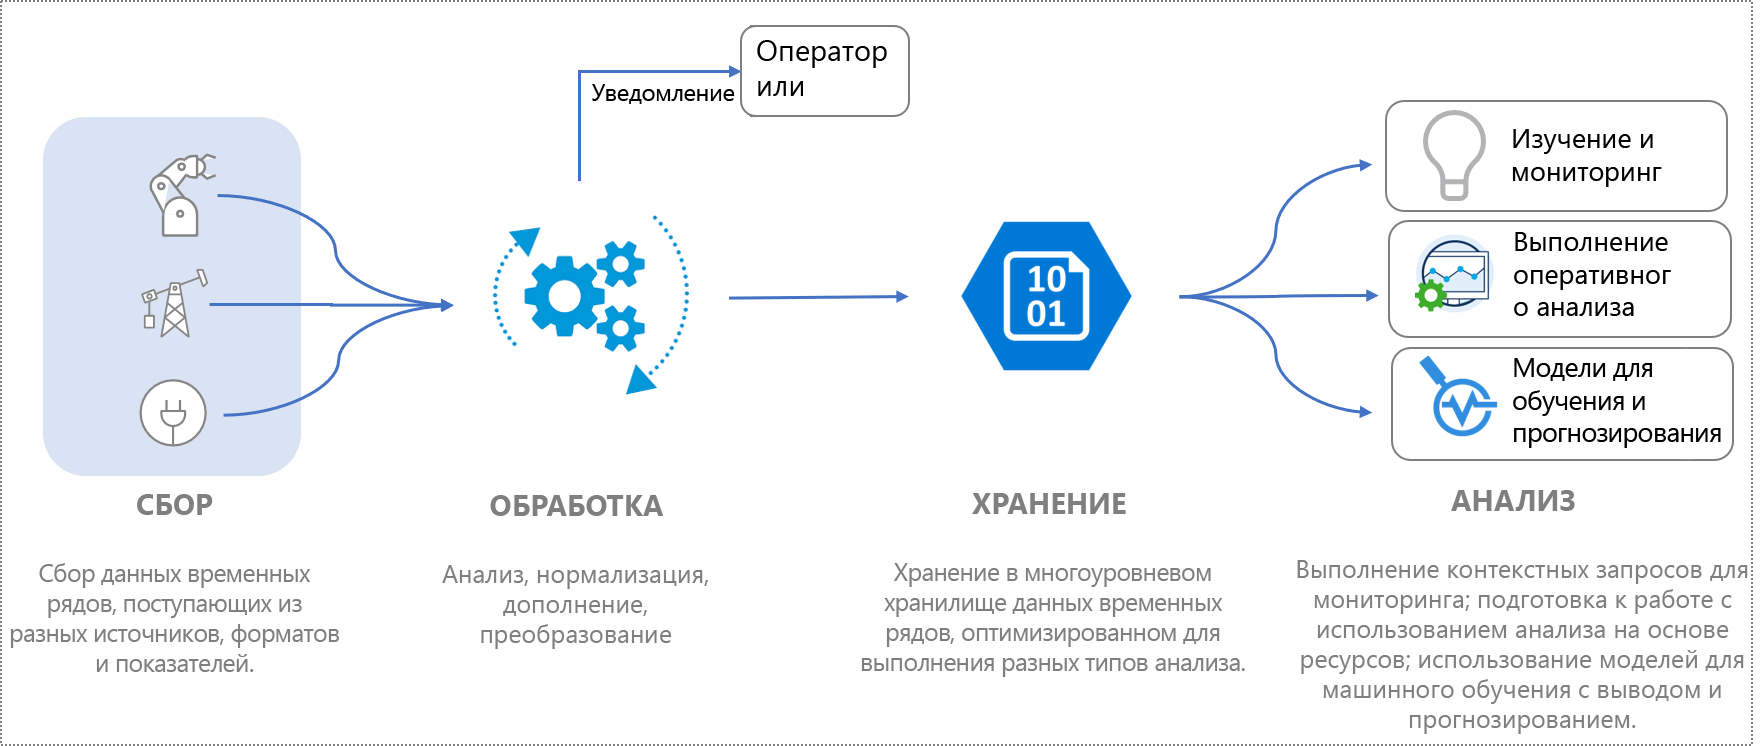 Оператор
или
Уведомление
Изучение и
мониторинг
Выполнение
оперативног
о анализа
Модели для
обучения и
прогнозирования
10
01
СБОР
ОБРАБОТКА
ХРАНЕНИЕ
АНАЛИЗ
Сбор данных временных
рядов, поступающих из
разных источников, форматов
и показателей.
Анализ, нормализация,
дополнение,
преобразование
Хранение в многоуровневом
хранилище данных временных
рядов, оптимизированном для
выполнения разных типов анализа.
Выполнение контекстных запросов для
мониторинга; подготовка к работе с
использованием анализа на основе
ресурсов; использование моделей для
машинного обучения с выводом и
прогнозированием.